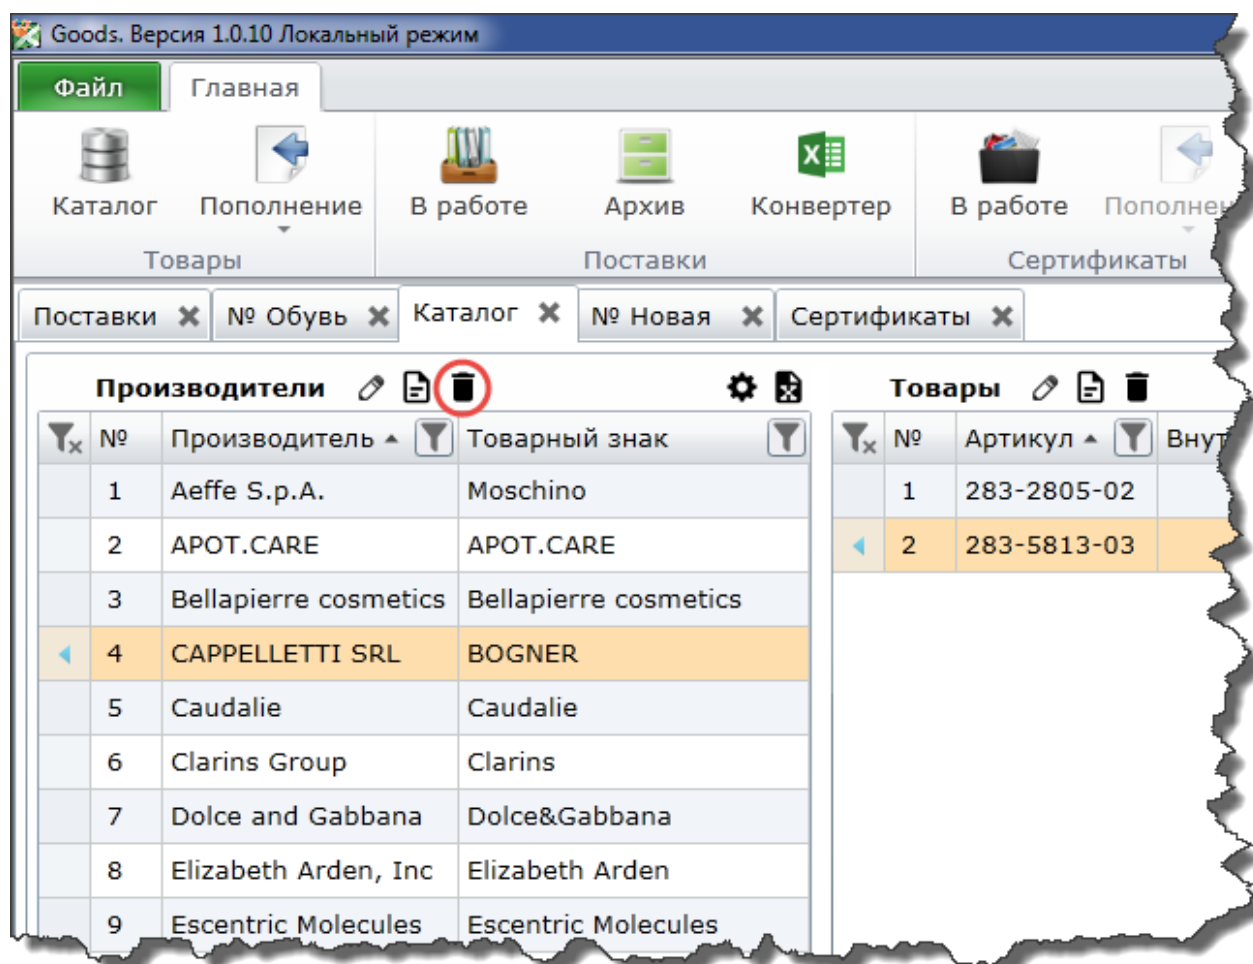 Goods. Версия 1.0.10 Локальный режим
Файл Главная
Каталог Пополнение В работе Архив Конвертер В работе
Товары Поставки Сертификаты
Поставки № Обувь Каталог № Новая Сертификаты
Производители Товары
№ Производитель Товарный знак № Артикул
1 Aeffe S.p.A. Moschino 1 283-2805-02
2 APOT.CARE APOT.CARE 2 283-5813-03
3 Bellapierre cosmetics Bellapierre cosmetics
4 CAPPELLETTI SRL BOGNER
5 Caudalie Caudalie
6 Clarins Group Clarins
7 Dolce and Gabbana Dolce&Gabbana
8 Elizabeth Arden, Inc Elizabeth Arden
9 Escentric Molecules Escentric Molecules